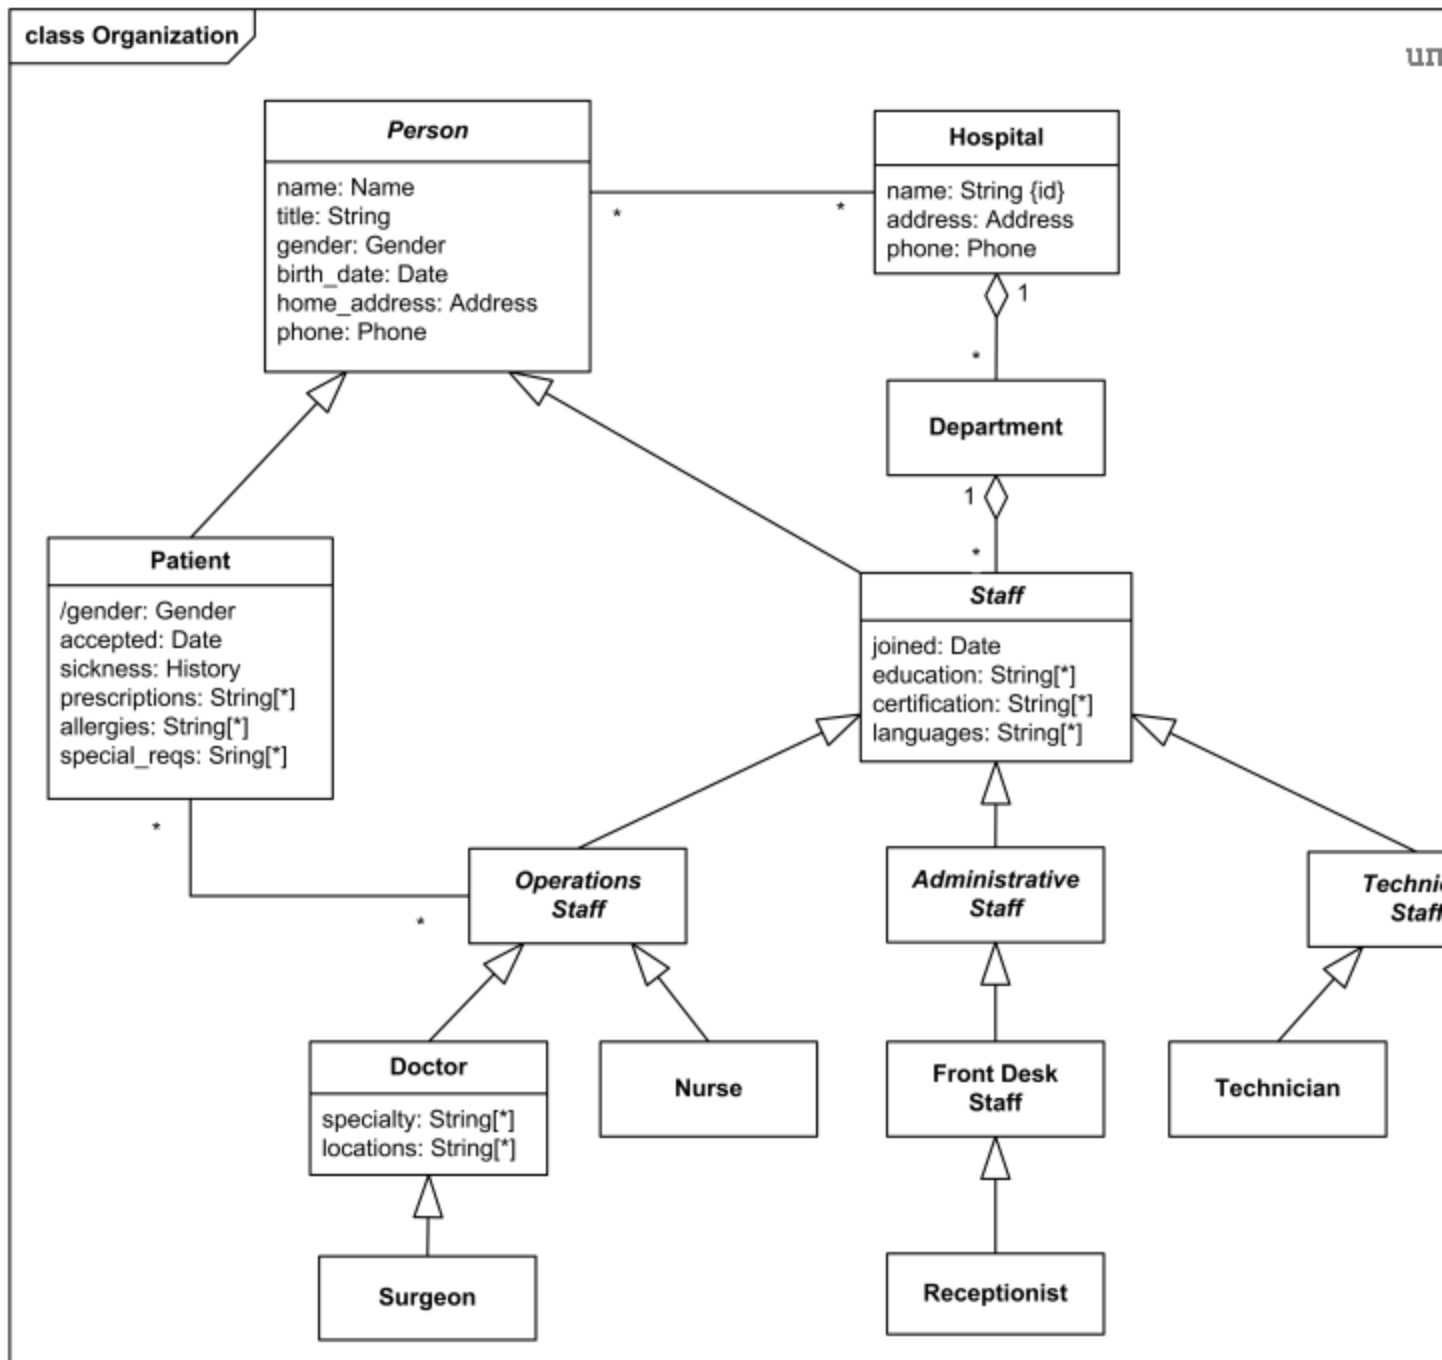 class Organization
Person
name: Name
title: String
gender: Gender
birth_date: Date
home_address: Address
phone: Phone
*
*
Hospital
name: String {id}
address: Address
phone: Phone
1
*
Department
1
*
Patient
/gender: Gender
accepted: Date
sickness: History
prescriptions: String[*]
allergies: String[*]
special_reqs: Sring[*]
*
*
Staff
joined: Date
education: String[*]
certification: String[*]
languages: String[*]
Operations
Staff
Administrative
Staff
Staff
Doctor
specialty: String[*]
locations: String[*]
Nurse
Front Desk
Staff
Technician
Surgeon
Receptionist